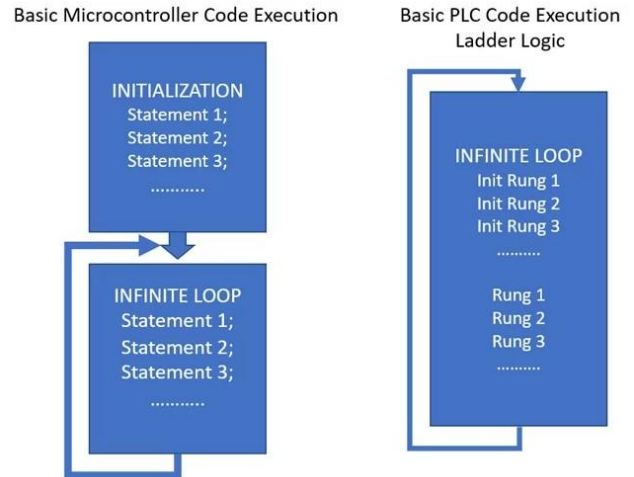 Basic Microcontroller Code Execution
INITIALIZATION
Statement 1;
Statement 2;
Statement 3;
...........
INFINITE LOOP
Statement 1;
Statement 2;
Statement 3;
...........
Basic PLC Code Execution
Ladder Logic
INFINITE LOOP
Init Rung 1
Init Rung 2
Init Rung 3
..........
Rung 1
Rung 2
Rung 3
..........